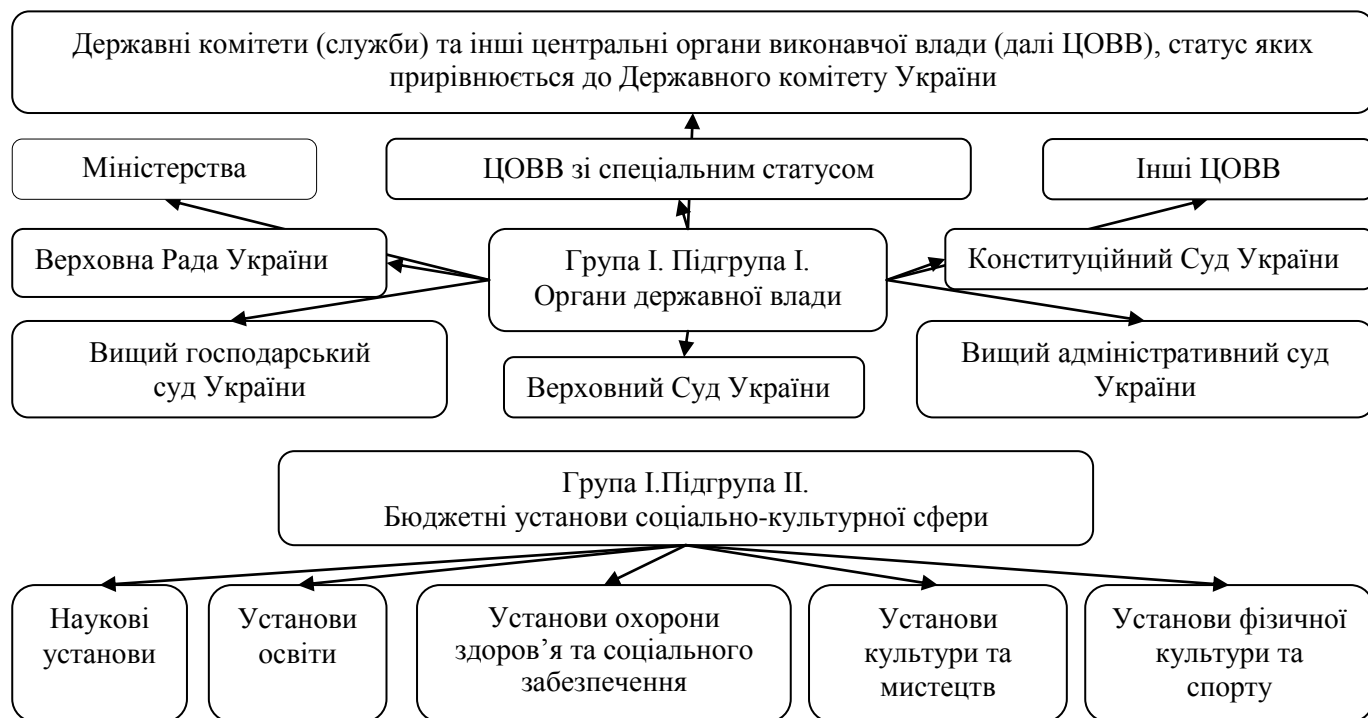 Державні комітети (служби) та інші центральні органи виконавчої влади (далі ЦОВВ), статус яких
прирівнюється до Державного комітету України
Міністерства
ЦОВВ зі спеціальним статусом
Інші ЦОВВ
Верховна Рада України
Група І. Підгрупа І.
Органи державної влади
Конституційний Суд України
Вищий господарський
суд України
Верховний Суд України
Вищий адміністративний суд
України
Група І.Підгрупа ІІ.
Бюджетні установи соціально-культурної сфери
Наукові
установи
Установи
освіти
Установи охорони
здоров’я та соціального
забезпечення
Установи
культури та
мистецтв
Установи фізичної
культури та
спорту